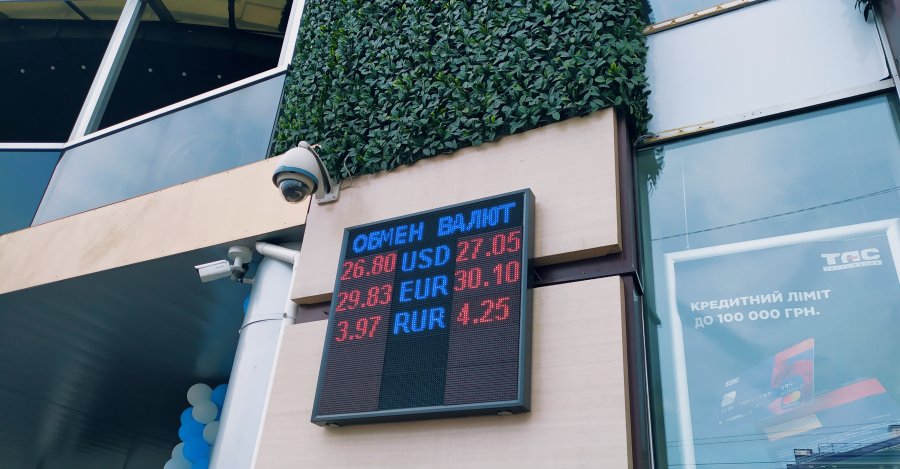 ОБМЕН ВАЛЮТ
26.80 USD 27.05
29.83 EUR 30.10
3.97 RUR 4.25
ТАС
КРЕДИТНИЙ ЛІМІТ
ДО 100 000 ГРН.